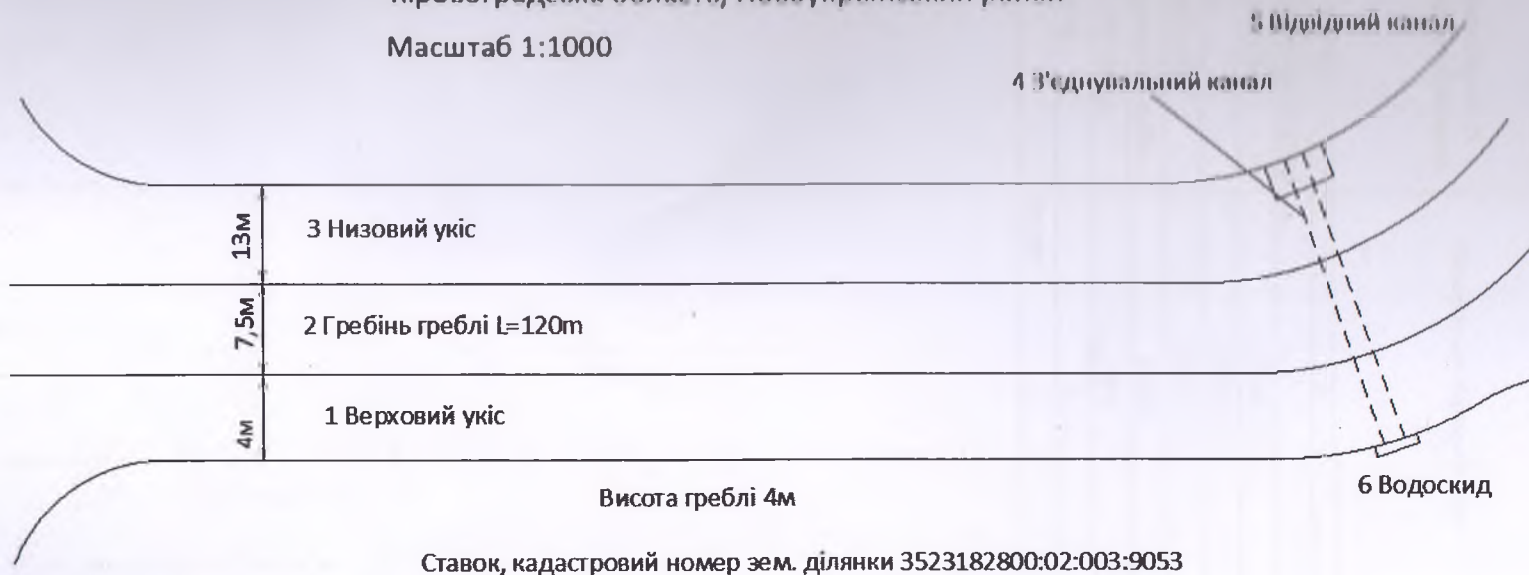 Масштаб 1:1000
5 Відвідний канал
4 З'єднувальний канал
13м
3 Низовий укіс
7,5м
2 Гребінь греблі L=120m
4м
1 Верховий укіс
6 Водоскид
Висота греблі 4м
Ставок, кадастровий номер зем. ділянки 3523182800:02:003:9053